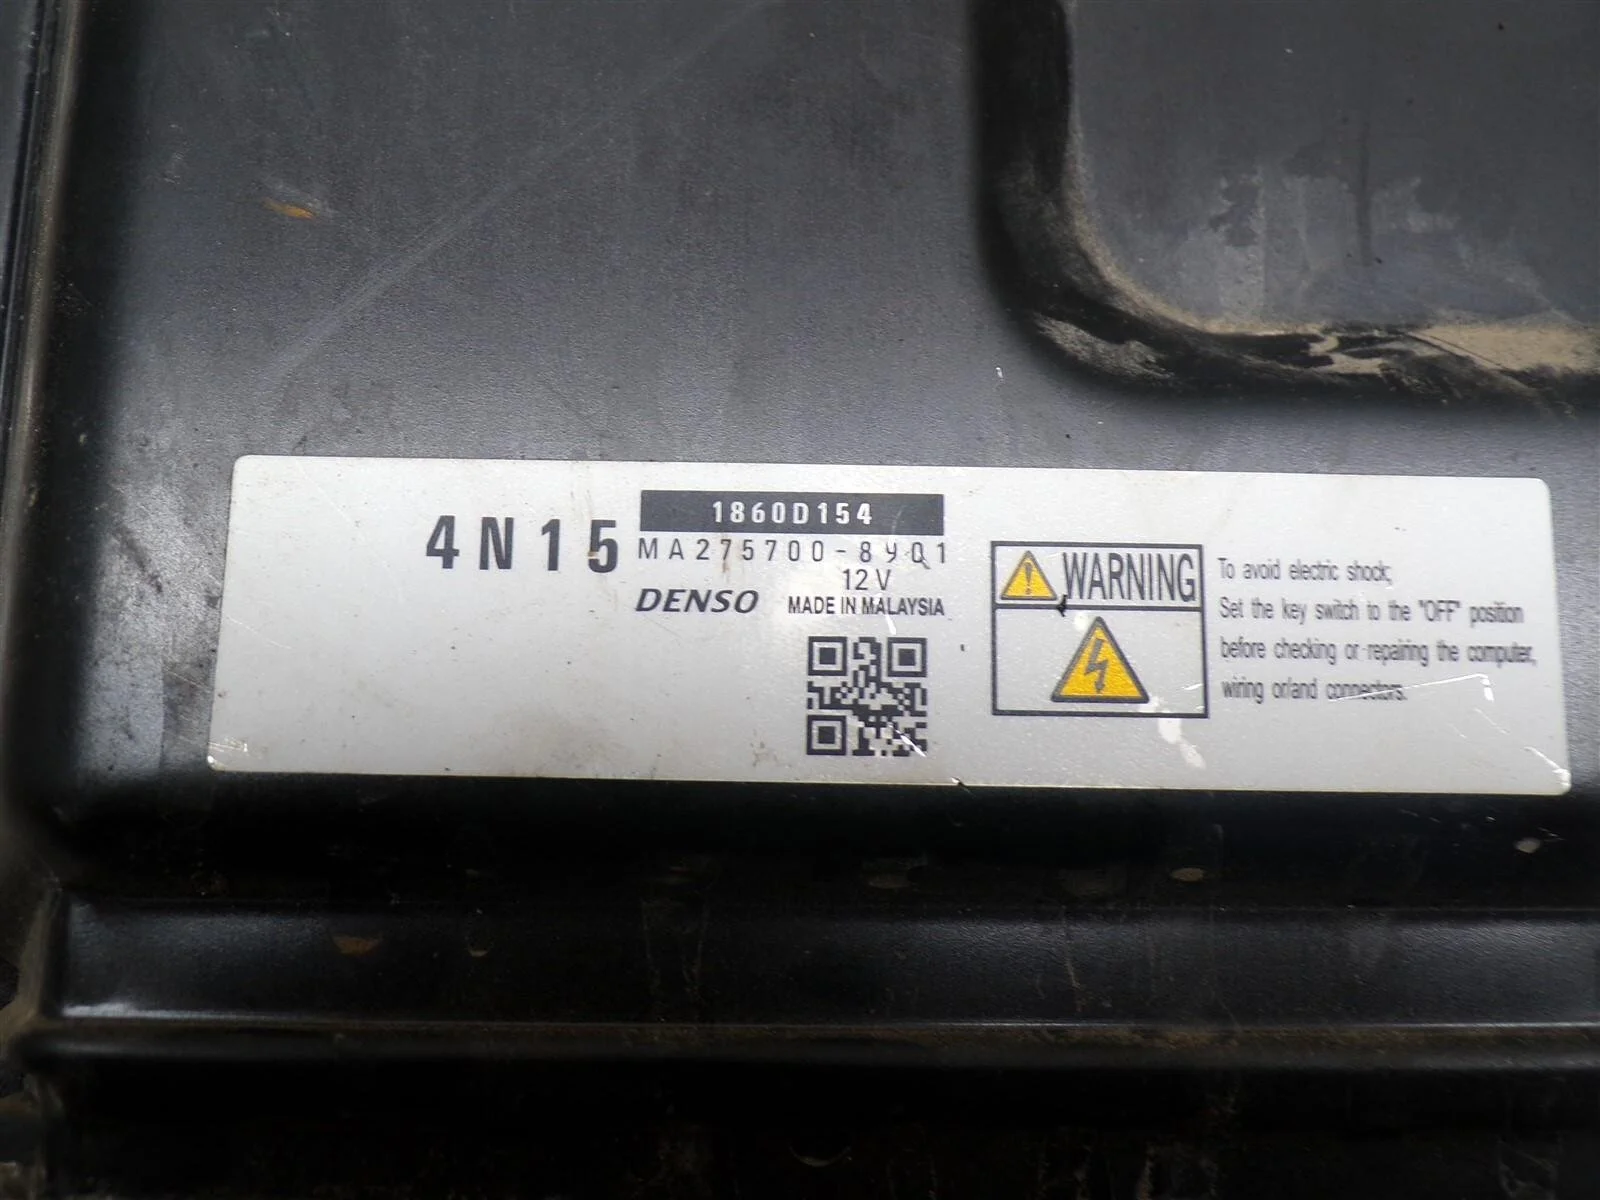 4N15
1860D154
MA275700-8901
12V
DENSO MADE IN MALAYSIA
WARNING
To avoid electric shock;
Set the key switch to the "OFF" position
before checking or repairing the computer,
wiring or/and connectors.